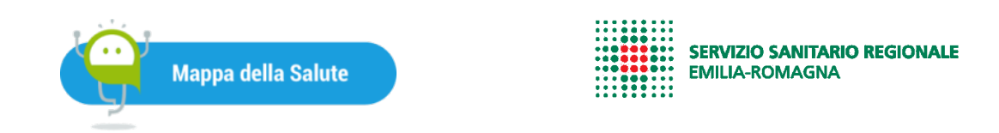 Mappa della Salute
SERVIZIO SANITARIO REGIONALE
EMILIA-ROMAGNA